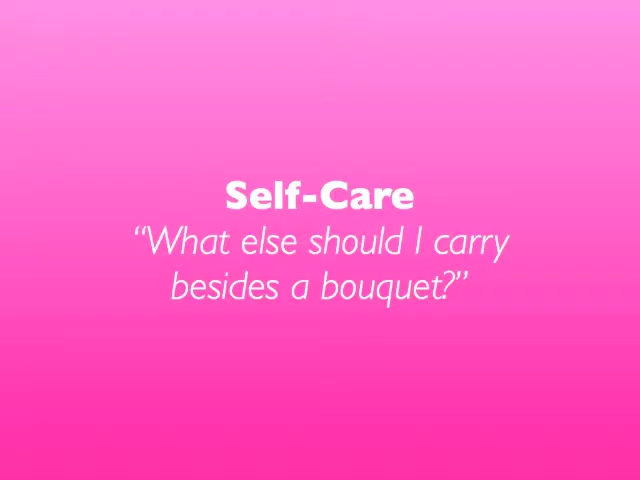 Self-Care
“What else should I carry
besides a bouquet?”